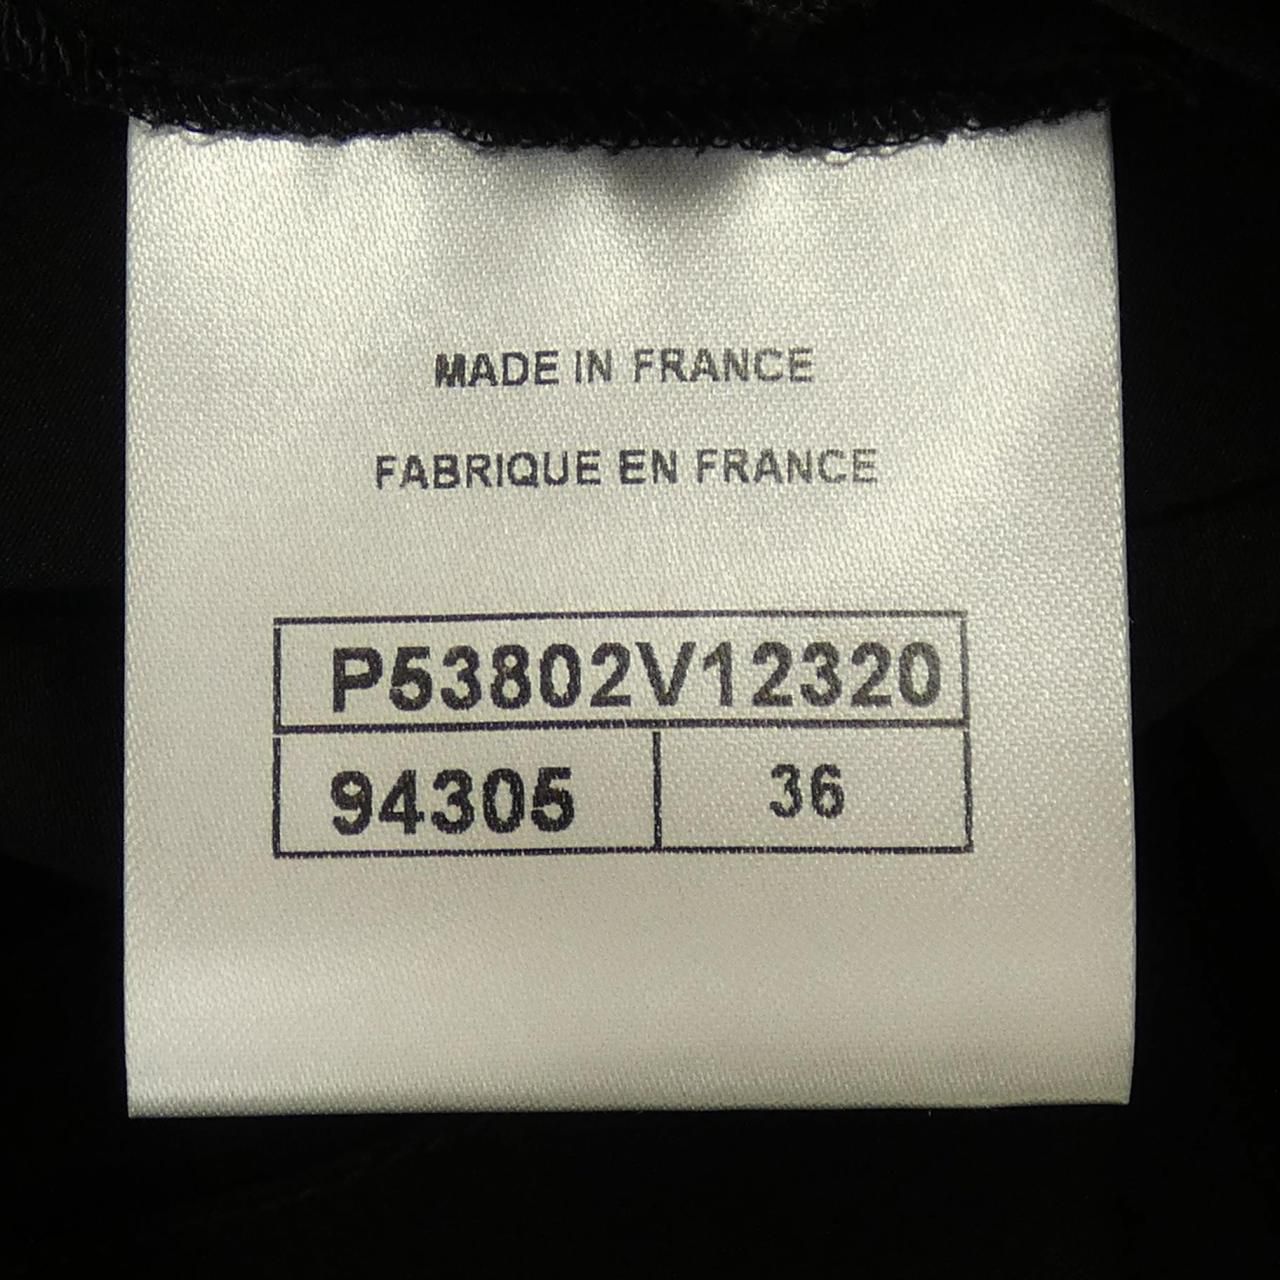 MADE IN FRANCE
FABRIQUE EN FRANCE
P53802V12320
94305 36